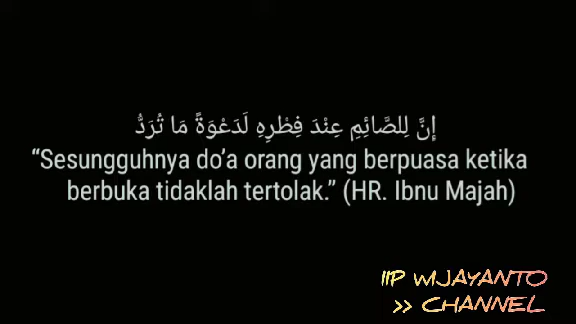 إِنَّ لِلصَّائِمِ عِنْدَ فِطْرِهِ لَدَعْوَةً مَا تُرَدُّ
“Sesungguhnya do’a orang yang berpuasa ketika
berbuka tidaklah tertolak.” (HR. Ibnu Majah)
IIP WIJAYANTO
>> CHANNEL